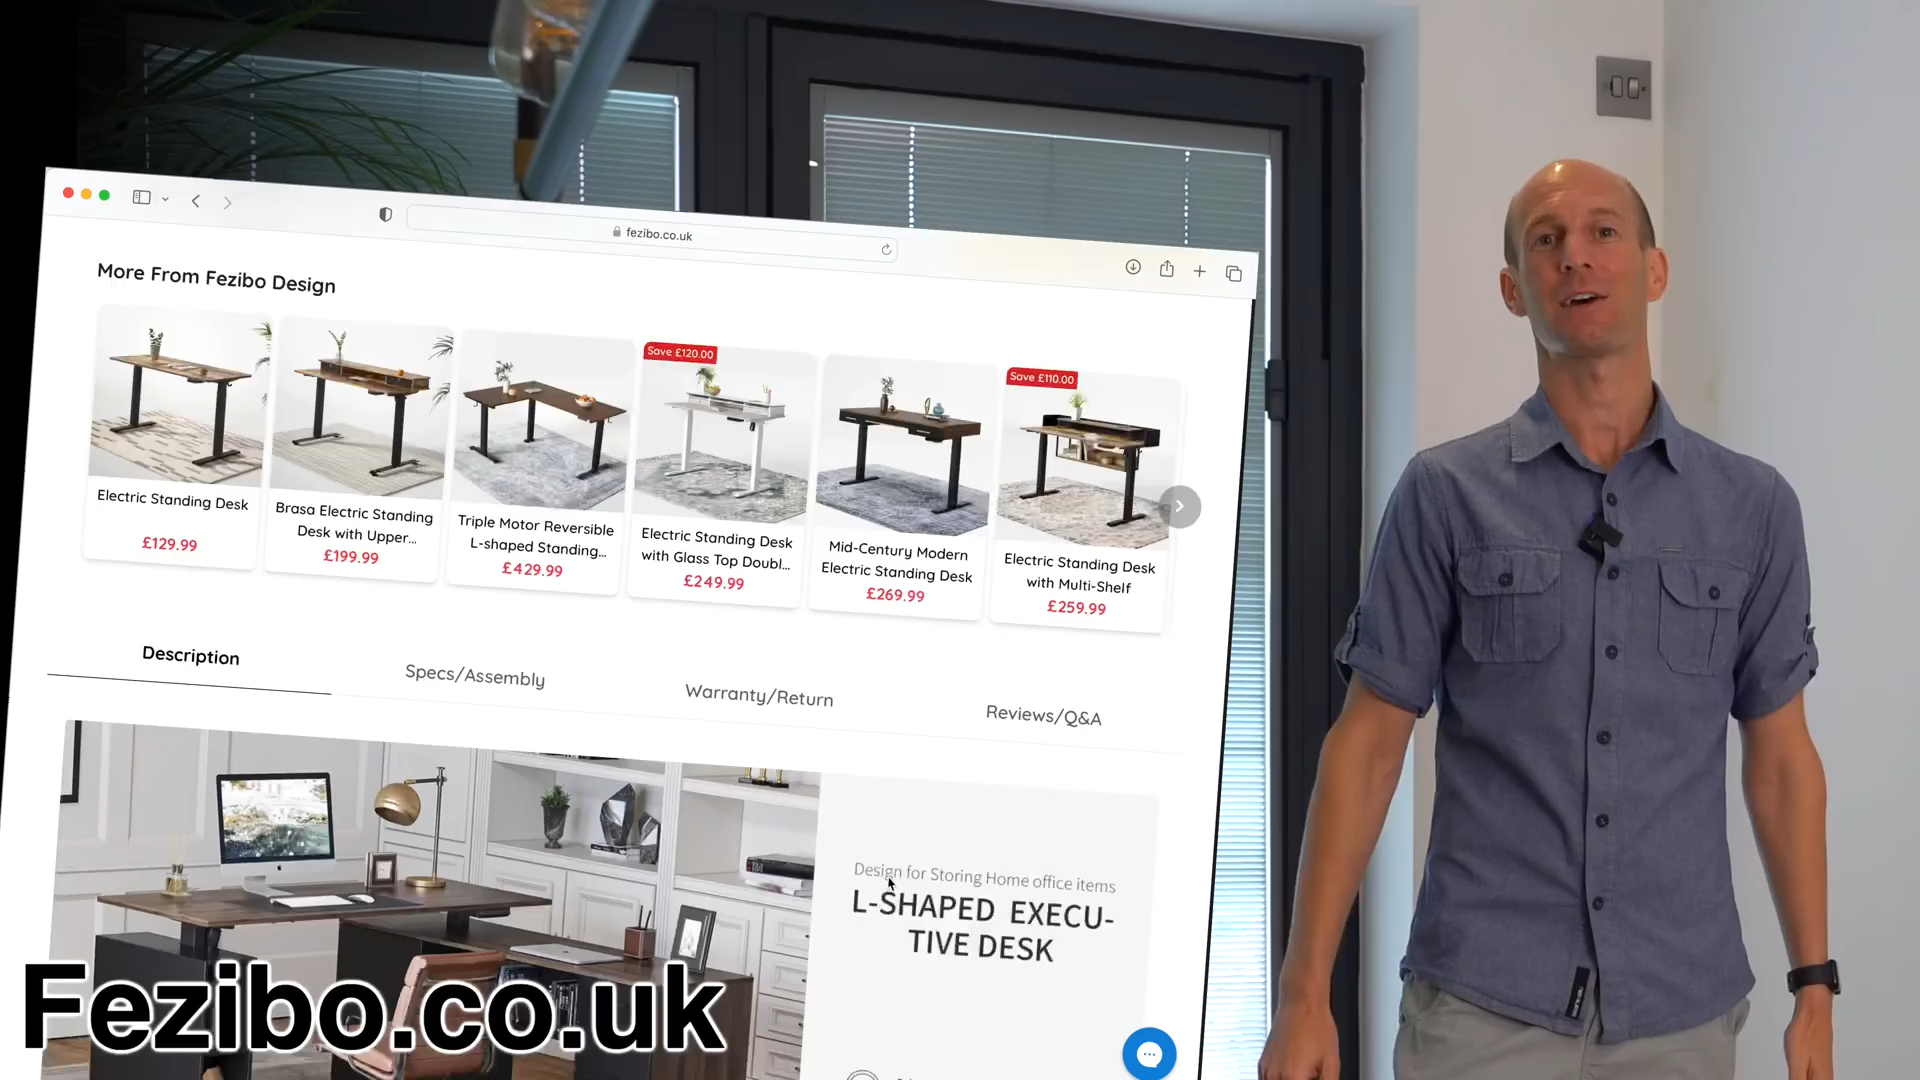 fezibo.co.uk
More From Fezibo Design
Save £120.00
Save £110.00
Electric Standing Desk
£129.99
Brasa Electric Standing
Desk with Upper...
£199.99
Triple Motor Reversible
L-shaped Standing...
£429.99
Electric Standing Desk
with Glass Top Doubl...
£249.99
Mid-Century Modern
Electric Standing Desk
£269.99
Electric Standing Desk
with Multi-Shelf
£259.99
Description
Specs/Assembly
Warranty/Return
Reviews/Q&A
Design for Storing Home office items
L-SHAPED EXECU-
TIVE DESK
Fezibo.co.uk